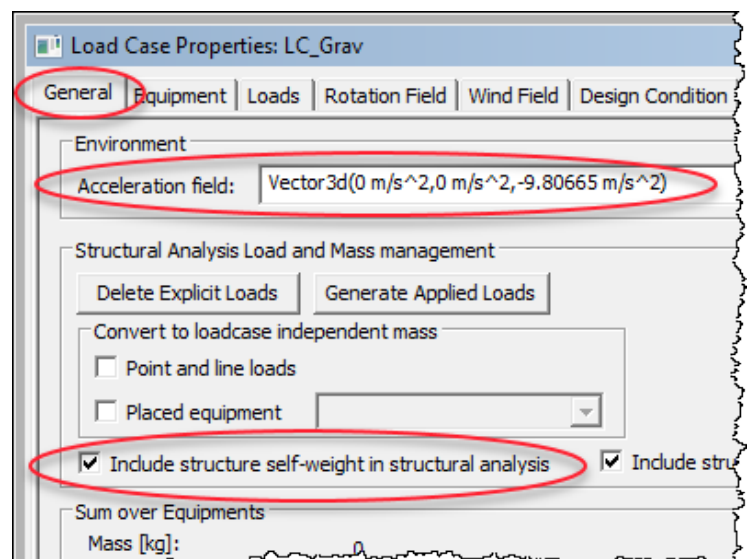 Load Case Properties: LC_Grav
General Equipment Loads Rotation Field Wind Field Design Condition
Environment
Acceleration field: Vector3d(0 m/s^2,0 m/s^2,-9.80665 m/s^2)
Structural Analysis Load and Mass management
Delete Explicit Loads Generate Applied Loads
Convert to loadcase independent mass
Point and line loads
Placed equipment
Include structure self-weight in structural analysis Include stru
Sum over Equipments
Mass [kg]: 0